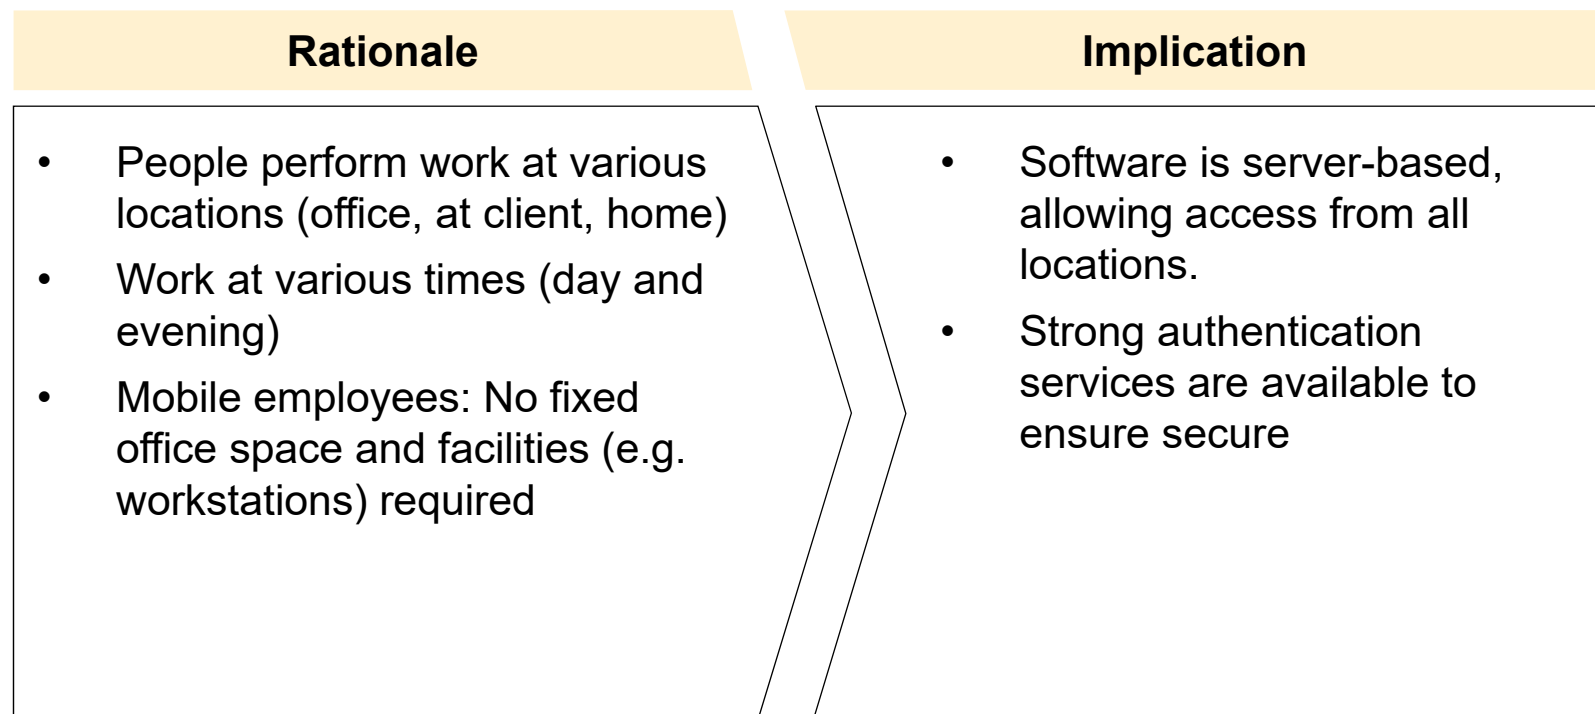 Rationale
• People perform work at various
locations (office, at client, home)
• Work at various times (day and
evening)
• Mobile employees: No fixed
office space and facilities (e.g.
workstations) required
Implication
• Software is server-based,
allowing access from all
locations.
• Strong authentication
services are available to
ensure secure